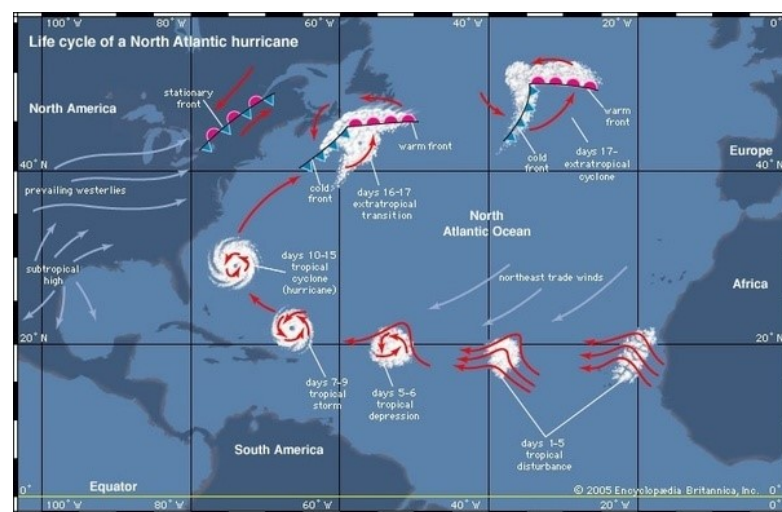 100° W
80° W
60° W
40° W
20° W
0°
Life cycle of a North Atlantic hurricane
stationary
front
North America
warm
front
warm front
cold
front
days 17-
extratropical
cyclone
Europe
40° N
40° N
prevailing westerlies
cold
front
days 16-17
extratropical
transition
North
Atlantic Ocean
subtropical
high
days 10-15
tropical
cyclone
(hurricane)
northeast trade winds
Africa
20° N
20° N
days 7-9
tropical
storm
days 5-6
tropical
depression
days 1-5
tropical
disturbance
South America
Equator
© 2005 Encyclopædia Britannica, Inc.
0°
0°
100° W
80° W
60° W
40° W
20° W
0°